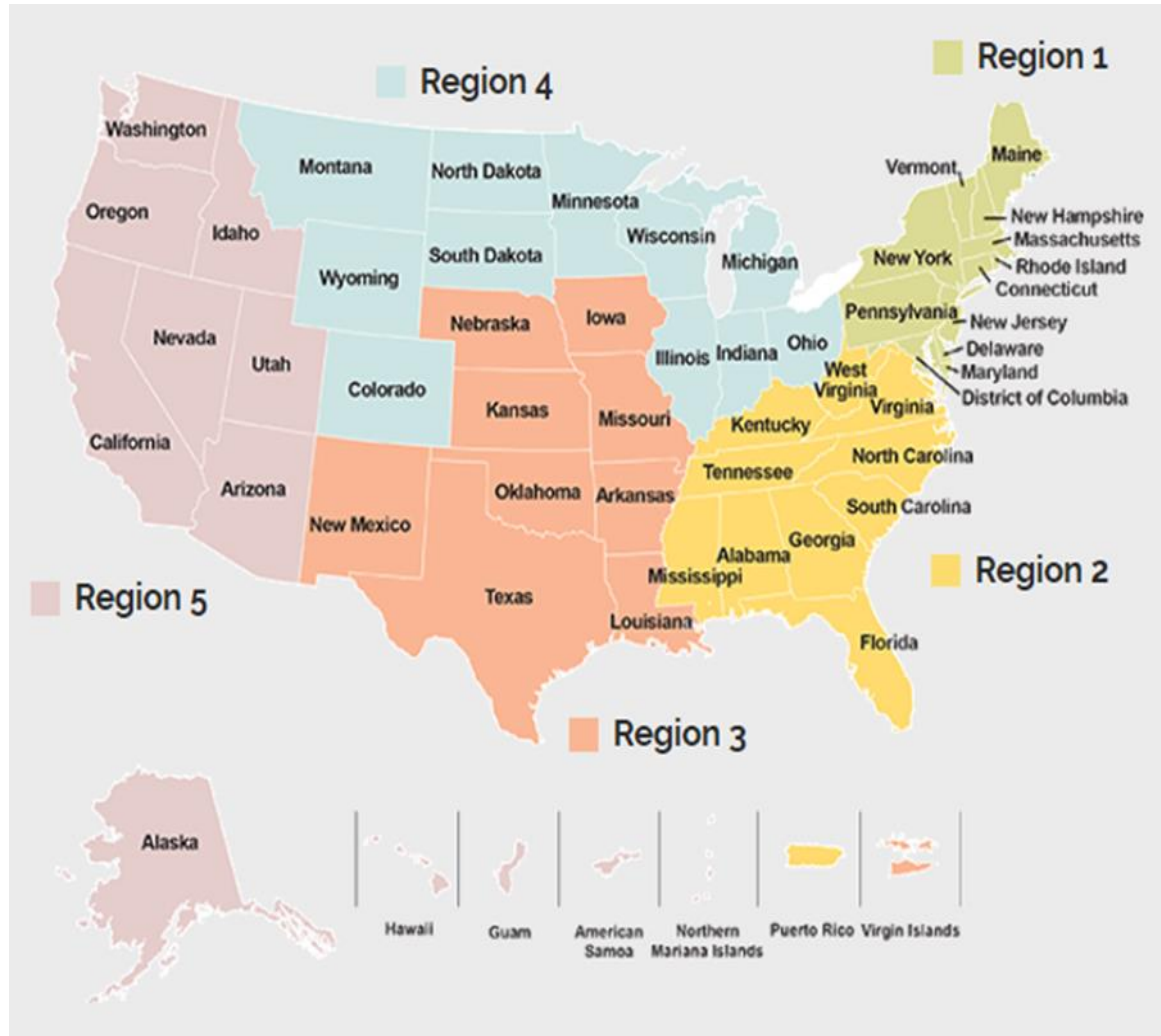 Region 1
Region 4
Washington
Montana
North Dakota
Minnesota
Vermont
Maine
Oregon
Idaho
Wisconsin
New Hampshire
Massachusetts
South Dakota
Michigan
New York
Rhode Island
Wyoming
Connecticut
Nebraska
Iowa
Pennsylvania
New Jersey
Nevada
Utah
Illinois
Indiana
Ohio
Delaware
Maryland
Colorado
West
Virginia
District of Columbia
Kansas
Missouri
Virginia
Kentucky
California
North Carolina
Tennessee
Arizona
Oklahoma
Arkansas
South Carolina
New Mexico
Georgia
Alabama
Mississippi
Region 2
Region 5
Texas
Louisiana
Florida
Region 3
Alaska
Hawaii
Guam
American
Samoa
Northern
Mariana Islands
Puerto Rico
Virgin Islands